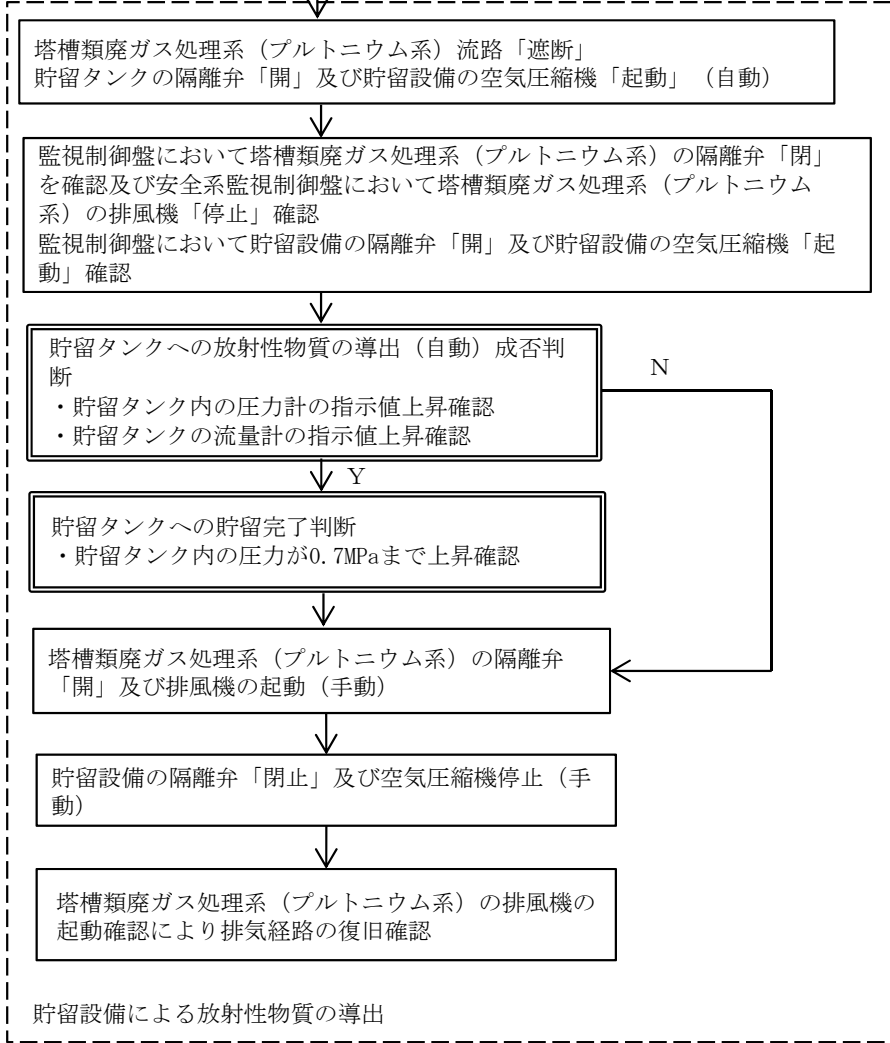 塔槽類廃ガス処理系（プルトニウム系）流路「遮断」
貯留タンクの隔離弁「開」及び貯留設備の空気圧縮機「起動」（自動）
監視制御盤において塔槽類廃ガス処理系（プルトニウム系）の隔離弁「閉」
を確認及び安全系監視制御盤において塔槽類廃ガス処理系（プルトニウム
系）の排風機「停止」確認
監視制御盤において貯留設備の隔離弁「開」及び貯留設備の空気圧縮機「起
動」確認
貯留タンクへの放射性物質の導出（自動）成否判
断
・貯留タンク内の圧力計の指示値上昇確認
・貯留タンクの流量計の指示値上昇確認
N
Y
貯留タンクへの貯留完了判断
・貯留タンク内の圧力が0.7MPaまで上昇確認
塔槽類廃ガス処理系（プルトニウム系）の隔離弁
「開」及び排風機の起動（手動）
貯留設備の隔離弁「閉止」及び空気圧縮機停止（手
動）
塔槽類廃ガス処理系（プルトニウム系）の排風機の
起動確認により排気経路の復旧確認
貯留設備による放射性物質の導出